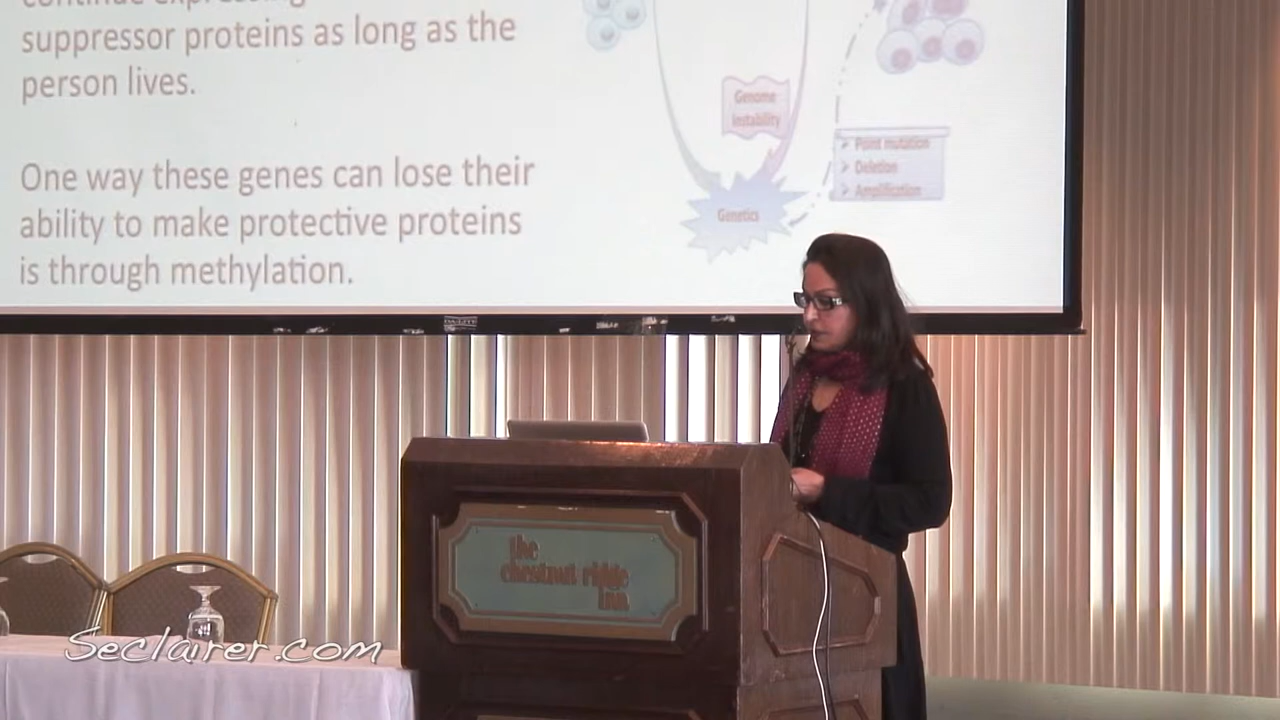 suppressor proteins as long as the
person lives.
One way these genes can lose their
ability to make protective proteins
is through methylation.
Genome
Instability
Point mutation
Deletion
Amplification
Genetics
the
chestnut ridge
Inn
Seclairer.com